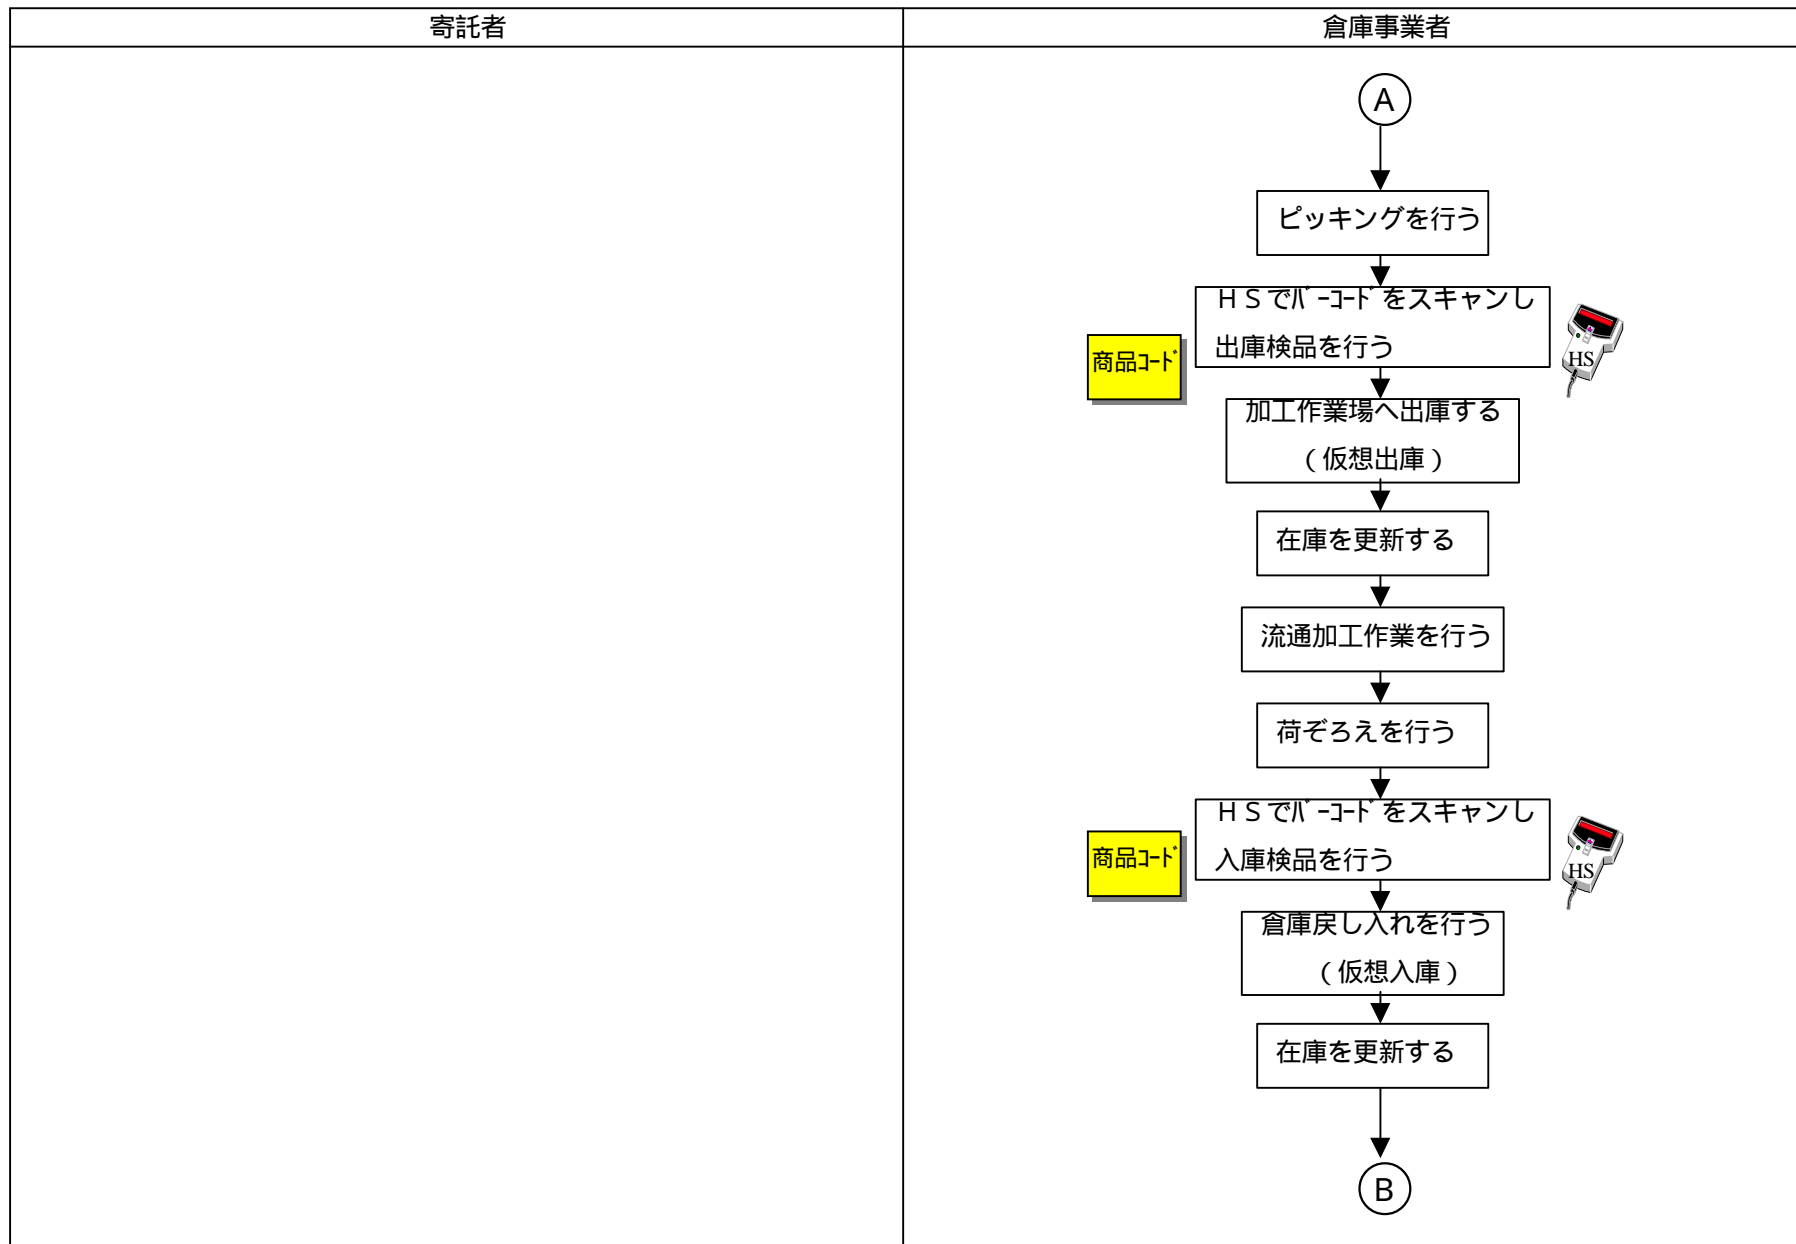 寄託者
倉庫事業者
A
ピッキングを行う
ＨＳでﾊﾞｰｺｰﾄﾞをスキャンし
出庫検品を行う
商品ｺｰﾄﾞ
HS
加工作業場へ出庫する
（仮想出庫）
在庫を更新する
流通加工作業を行う
荷ぞろえを行う
ＨＳでﾊﾞｰｺｰﾄﾞをスキャンし
入庫検品を行う
商品ｺｰﾄﾞ
HS
倉庫戻し入れを行う
（仮想入庫）
在庫を更新する
B